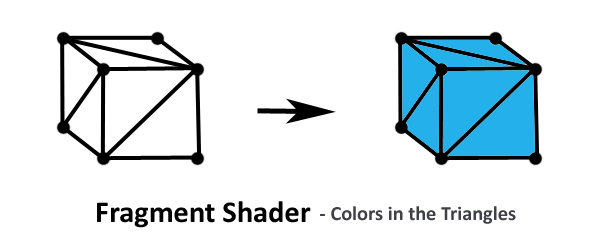 Fragment Shader - Colors in the Triangles